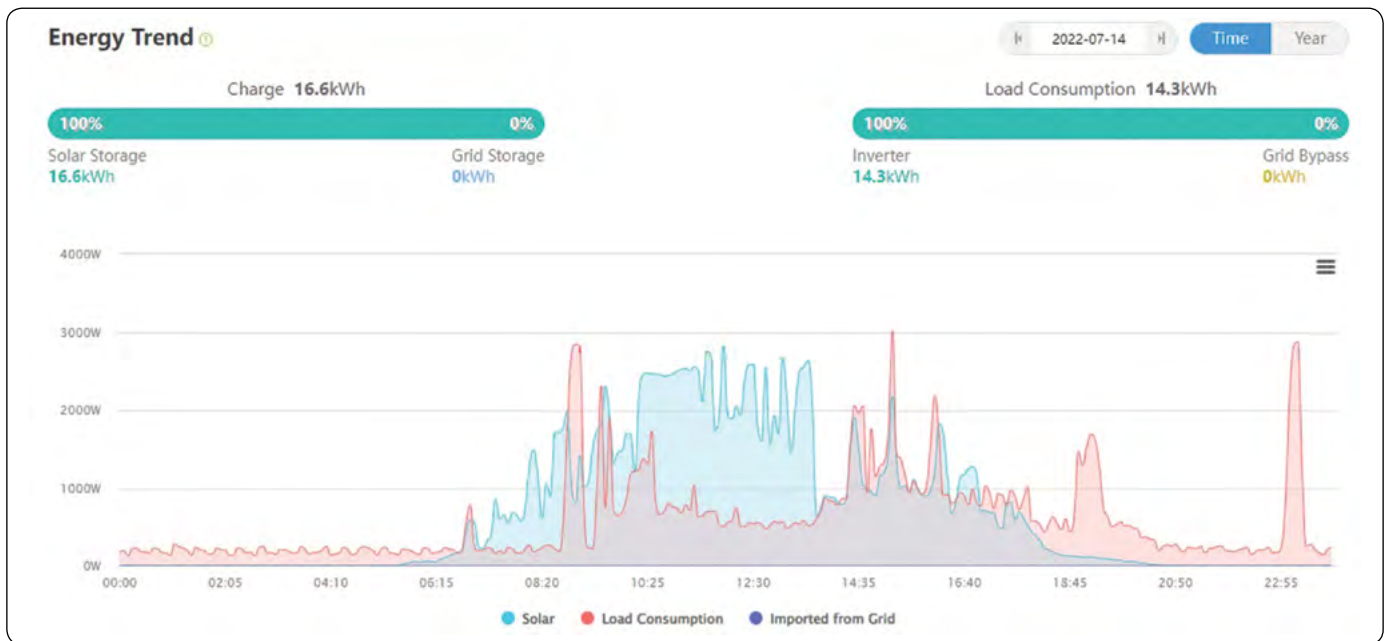 Energy Trend
2022-07-14 Time Year
Charge 16.6kWh
100% 0%
Solar Storage Grid Storage
16.6kWh 0kWh
Load Consumption 14.3kWh
100% 0%
Inverter Grid Bypass
14.3kWh 0kWh
4000W
3000W
2000W
1000W
0W
00:00 02:05 04:10 06:15 08:20 10:25 12:30 14:35 16:40 18:45 20:50 22:55
Solar Load Consumption Imported from Grid